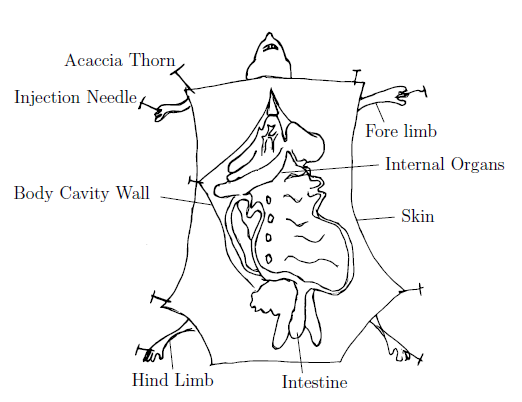 Acaccia Thorn
Injection Needle
Fore limb
Internal Organs
Body Cavity Wall
Skin
Hind Limb
Intestine